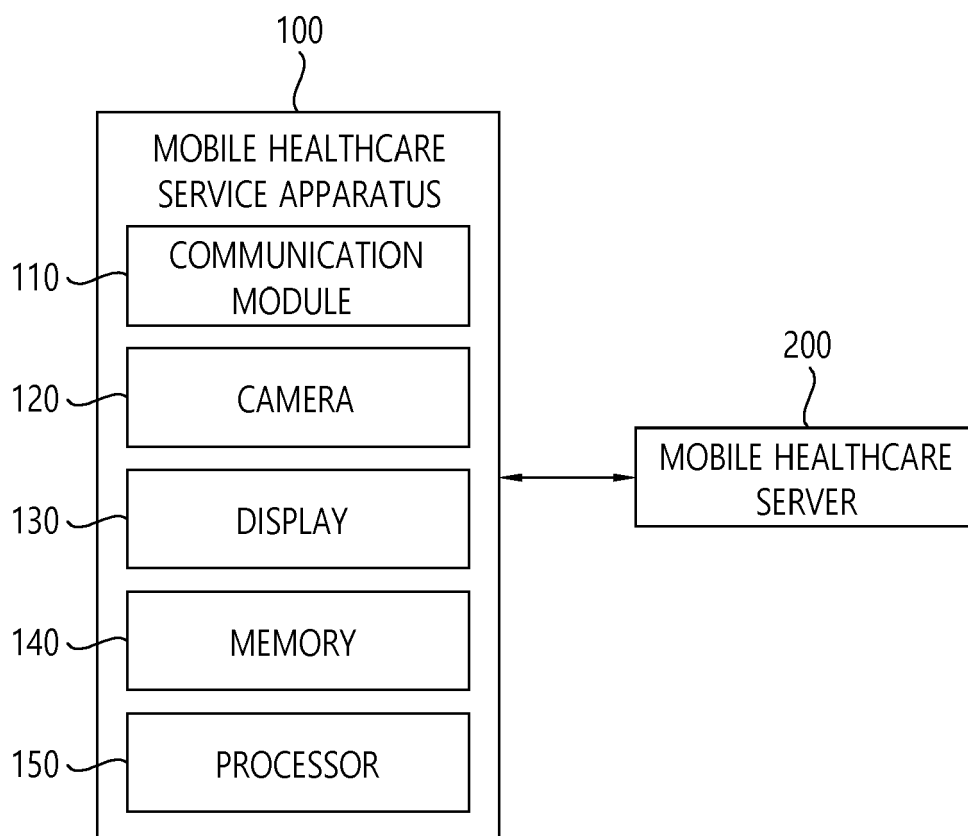 100
MOBILE HEALTHCARE
SERVICE APPARATUS
110
COMMUNICATION
MODULE
120
CAMERA
130
DISPLAY
140
MEMORY
150
PROCESSOR
200
MOBILE HEALTHCARE
SERVER